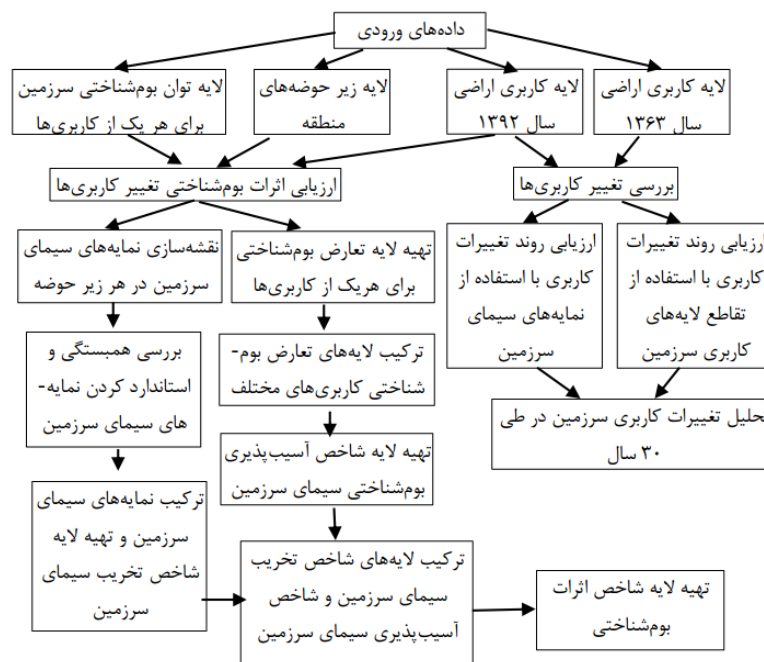 داده‌های ورودی
لایه کاربری اراضی
سال ۱۳۶۳
لایه کاربری اراضی
سال ۱۳۹۲
لایه زیر حوضه‌های
منطقه
لایه توان بوم‌شناختی سرزمین
برای هر یک از کاربری‌ها
بررسی تغییر کاربری‌ها
ارزیابی اثرات بوم‌شناختی تغییر کاربری‌ها
ارزیابی روند تغییرات
کاربری با استفاده از
تقاطع لایه‌های
کاربری سرزمین
ارزیابی روند تغییرات
کاربری با استفاده از
نمایه‌های سیمای
سرزمین
تهیه لایه تعارض بوم‌شناختی
برای هریک از کاربری‌ها
نقشه‌سازی نمایه‌های سیمای
سرزمین در هر زیر حوضه
ترکیب لایه‌های تعارض بوم-
شناختی کاربری‌های مختلف
بررسی همبستگی و
استاندارد کردن نمایه-
های سیمای سرزمین
تحلیل تغییرات کاربری سرزمین در طی
۳۰ سال
تهیه لایه شاخص آسیب‌پذیری
بوم‌شناختی سیمای سرزمین
ترکیب نمایه‌های سیمای
سرزمین و تهیه لایه
شاخص تخریب سیمای
سرزمین
ترکیب لایه‌های شاخص تخریب
سیمای سرزمین و شاخص
آسیب‌پذیری سیمای سرزمین
تهیه لایه شاخص اثرات
بوم‌شناختی